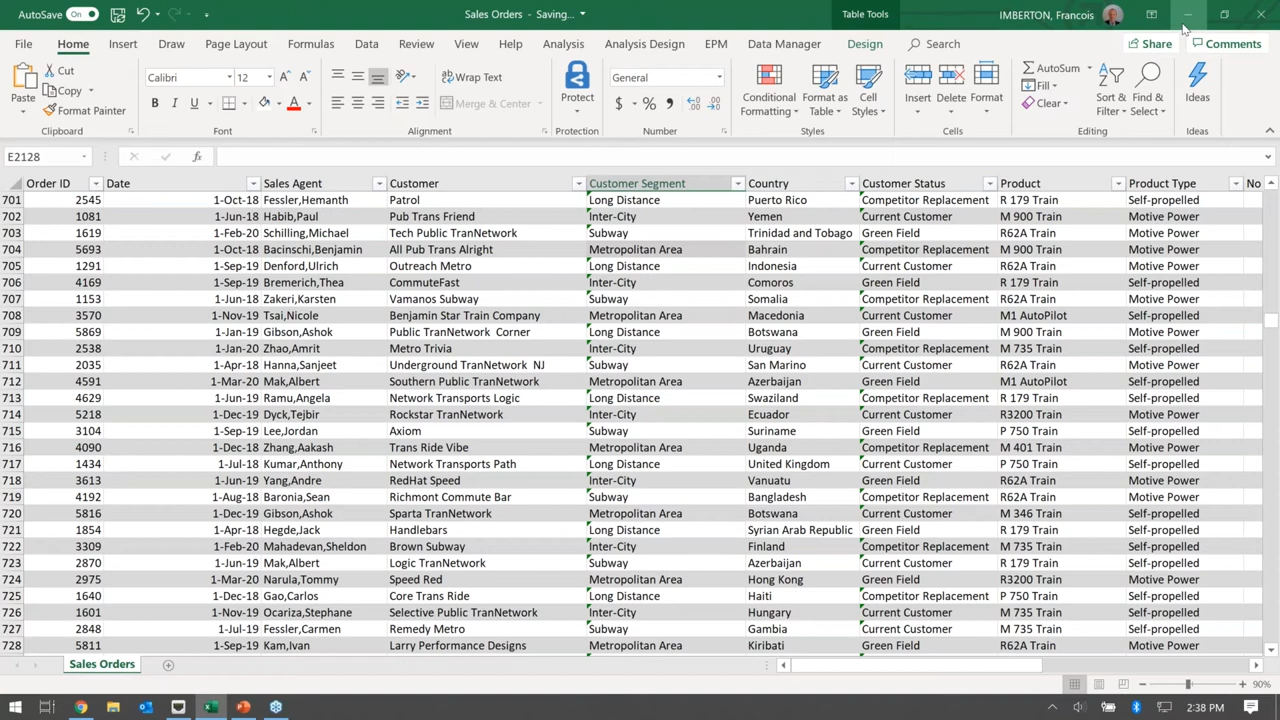 AutoSave On Sales Orders - Saving... Table Tools IMBERTON, Francois
File Home Insert Draw Page Layout Formulas Data Review View Help Analysis Analysis Design EPM Data Manager Design Search Share Comments
Paste Cut Copy Format Painter Calibri 12 B I U Wrap Text Merge & Center Protect General $ % Conditional Formatting Format as Table Cell Styles Insert Delete Format AutoSum Fill Clear Sort & Filter Find & Select Ideas
Clipboard Font Alignment Protection Number Styles Cells Editing Ideas
E2128 fx
Order ID Date Sales Agent Customer Customer Segment Country Customer Status Product Product Type No
701 2545 1-Oct-18 Fessler,Hemanth Patrol Long Distance Puerto Rico Competitor Replacement R 179 Train Self-propelled
702 1081 1-Jun-18 Habib,Paul Pub Trans Friend Inter-City Yemen Current Customer M 900 Train Motive Power
703 1619 1-Feb-20 Schilling,Michael Tech Public TranNetwork Subway Trinidad and Tobago Green Field R62A Train Motive Power
704 5693 1-Oct-18 Bacinschi,Benjamin All Pub Trans Alright Metropolitan Area Bahrain Competitor Replacement M 900 Train Motive Power
705 1291 1-Sep-19 Denford,Ulrich Outreach Metro Long Distance Indonesia Current Customer R62A Train Motive Power
706 4169 1-Sep-19 Bremerich,Thea CommuteFast Inter-City Comoros Green Field R 179 Train Self-propelled
707 1153 1-Jun-18 Zakeri,Karsten Vamanos Subway Subway Somalia Competitor Replacement R62A Train Motive Power
708 3570 1-Nov-19 Tsai,Nicole Benjamin Star Train Company Metropolitan Area Macedonia Current Customer M1 AutoPilot Self-propelled
709 5869 1-Jan-19 Gibson,Ashok Public TranNetwork Corner Long Distance Botswana Green Field M 900 Train Motive Power
710 2538 1-Jan-20 Zhao,Amrit Metro Trivia Inter-City Uruguay Competitor Replacement M 735 Train Self-propelled
711 2035 1-Apr-18 Hanna,Sanjeet Underground TranNetwork NJ Subway San Marino Current Customer R62A Train Motive Power
712 4591 1-Mar-20 Mak,Albert Southern Public TranNetwork Metropolitan Area Azerbaijan Green Field M1 AutoPilot Self-propelled
713 4629 1-Jun-19 Ramu,Angela Network Transports Logic Long Distance Swaziland Competitor Replacement R 179 Train Self-propelled
714 5218 1-Dec-19 Dyck,Tejbir Rockstar TranNetwork Inter-City Ecuador Current Customer R3200 Train Motive Power
715 3104 1-Sep-19 Lee,Jordan Axiom Subway Suriname Green Field P 750 Train Self-propelled
716 4090 1-Dec-18 Zhang,Aakash Trans Ride Vibe Metropolitan Area Uganda Competitor Replacement M 401 Train Motive Power
717 1434 1-Jul-18 Kumar,Anthony Network Transports Path Long Distance United Kingdom Current Customer P 750 Train Self-propelled
718 3613 1-Jun-18 Yang,Andre RedHat Speed Inter-City Vanuatu Green Field R62A Train Motive Power
719 4192 1-Aug-18 Baronia,Sean Richmont Commute Bar Subway Bangladesh Competitor Replacement R62A Train Motive Power
720 5816 1-Dec-19 Gibson,Ashok Sparta TranNetwork Metropolitan Area Botswana Current Customer M 346 Train Motive Power
721 1854 1-Apr-18 Hegde,Jack Handlebars Long Distance Syrian Arab Republic Green Field R 179 Train Self-propelled
722 3309 1-Feb-20 Mahadevan,Sheldon Brown Subway Inter-City Finland Competitor Replacement M 735 Train Self-propelled
723 2870 1-Jun-19 Mak,Albert Logic TranNetwork Subway Azerbaijan Current Customer R 179 Train Self-propelled
724 2975 1-Mar-20 Narula,Tommy Speed Red Metropolitan Area Hong Kong Green Field R3200 Train Motive Power
725 1640 1-Dec-18 Gao,Carlos Core Trans Ride Long Distance Haiti Competitor Replacement P 750 Train Self-propelled
726 1601 1-Nov-19 Ocariza,Stephane Selective Public TranNetwork Inter-City Hungary Current Customer M 735 Train Self-propelled
727 2848 1-Jul-19 Fessler,Carmen Remedy Metro Subway Gambia Current Customer M 735 Train Self-propelled
728 5811 1-Sep-19 Kam,Ivan Larry Performance Designs Metropolitan Area Kiribati Green Field R62A Train Motive Power
Sales Orders
90%
2:38 PM